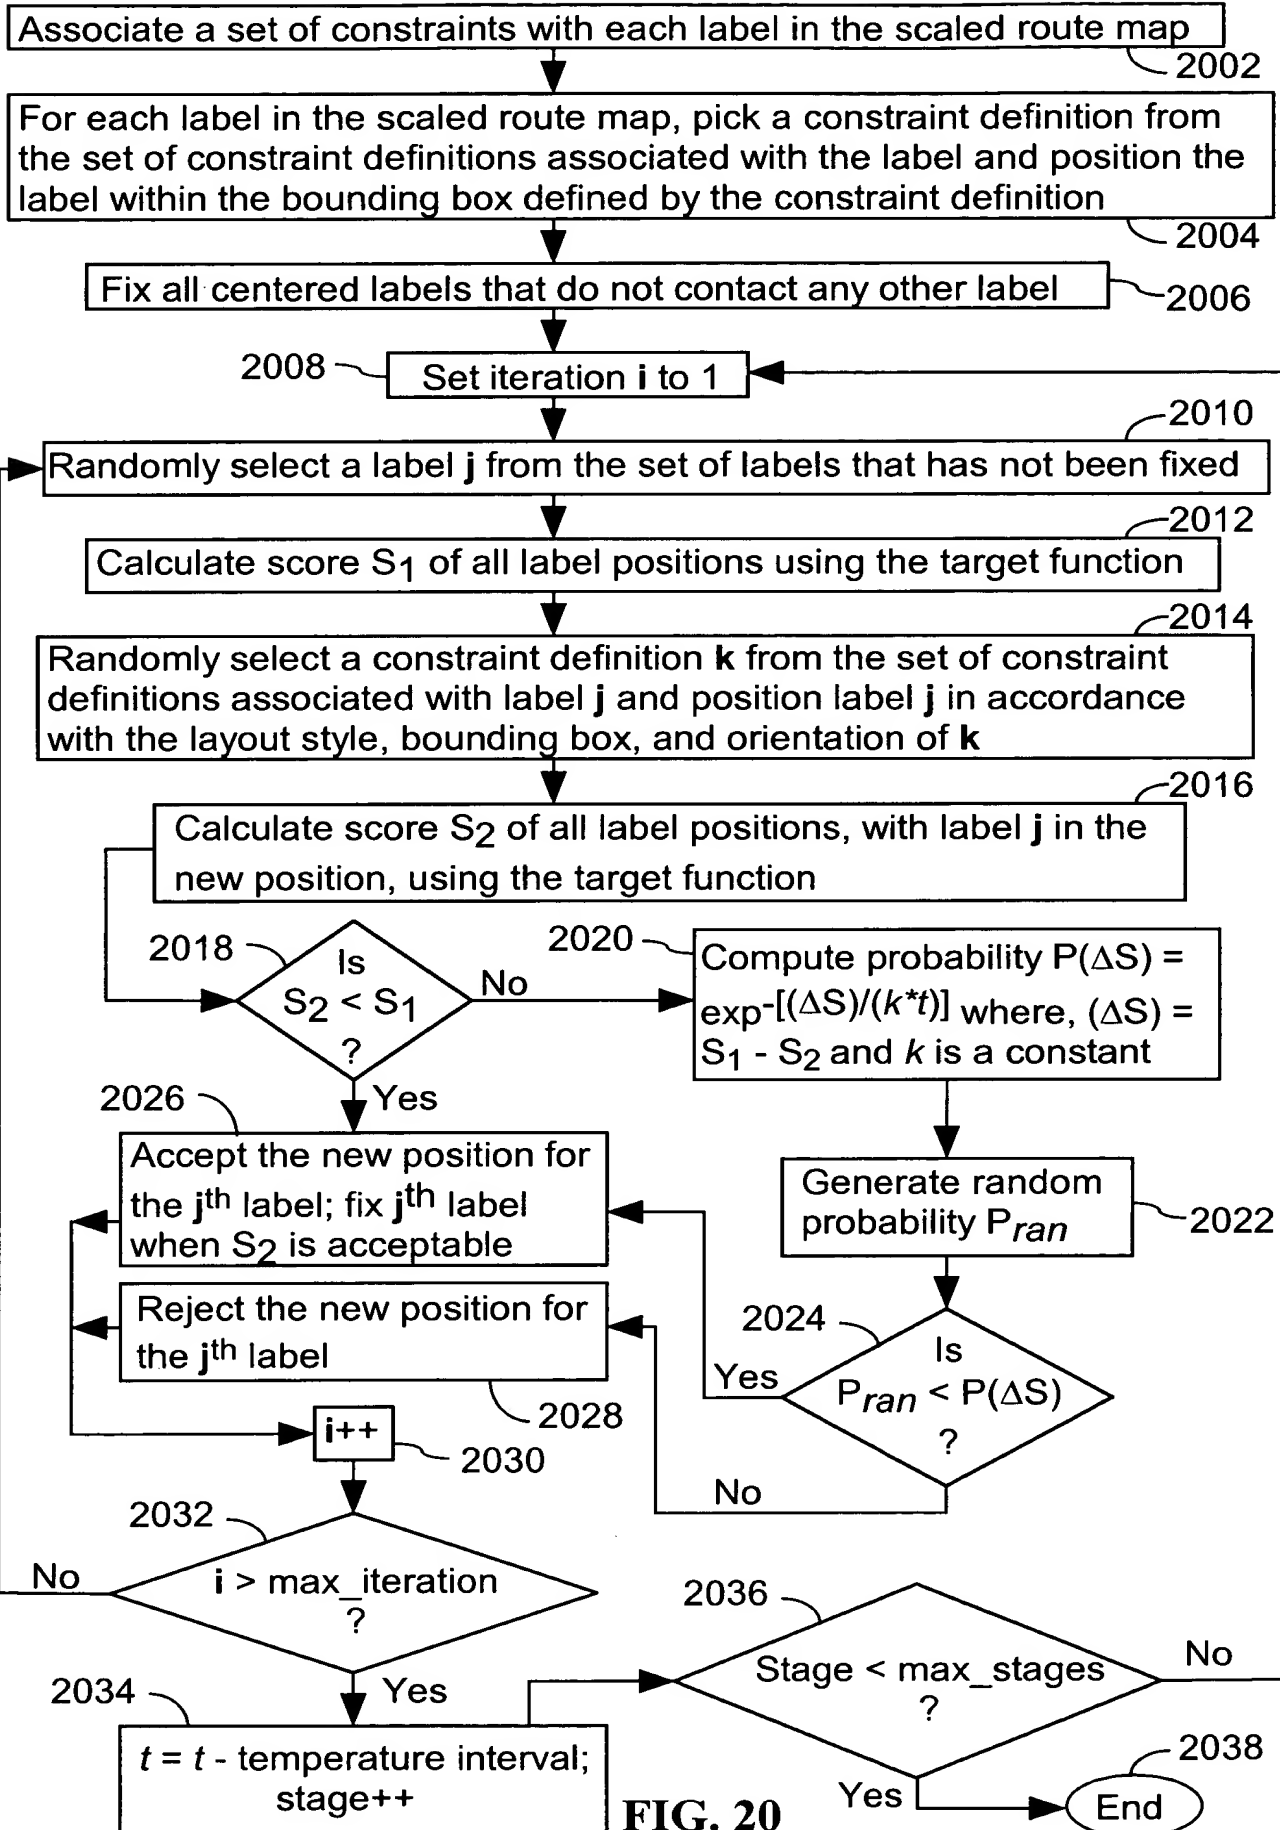 Associate a set of constraints with each label in the scaled route map
2002
For each label in the scaled route map, pick a constraint definition from
the set of constraint definitions associated with the label and position the
label within the bounding box defined by the constraint definition
2004
Fix all centered labels that do not contact any other label
2006
2008
Set iteration i to 1
2010
Randomly select a label j from the set of labels that has not been fixed
2012
Calculate score S1 of all label positions using the target function
2014
Randomly select a constraint definition k from the set of constraint
definitions associated with label j and position label j in accordance
with the layout style, bounding box, and orientation of k
2016
Calculate score S2 of all label positions, with label j in the
new position, using the target function
2018
Is
S2 < S1
?
No
Yes
2020
Compute probability P(ΔS) =
exp-[(ΔS)/(k*t)] where, (ΔS) =
S1 - S2 and k is a constant
2022
Generate random
probability Pran
2024
Is
Pran < P(ΔS)
?
Yes
No
2026
Accept the new position for
the jth label; fix jth label
when S2 is acceptable
Reject the new position for
the jth label
2028
i++
2030
2032
i > max_iteration
?
No
Yes
2034
t = t - temperature interval;
stage++
2036
Stage < max_stages
?
No
Yes
2038
End
FIG. 20